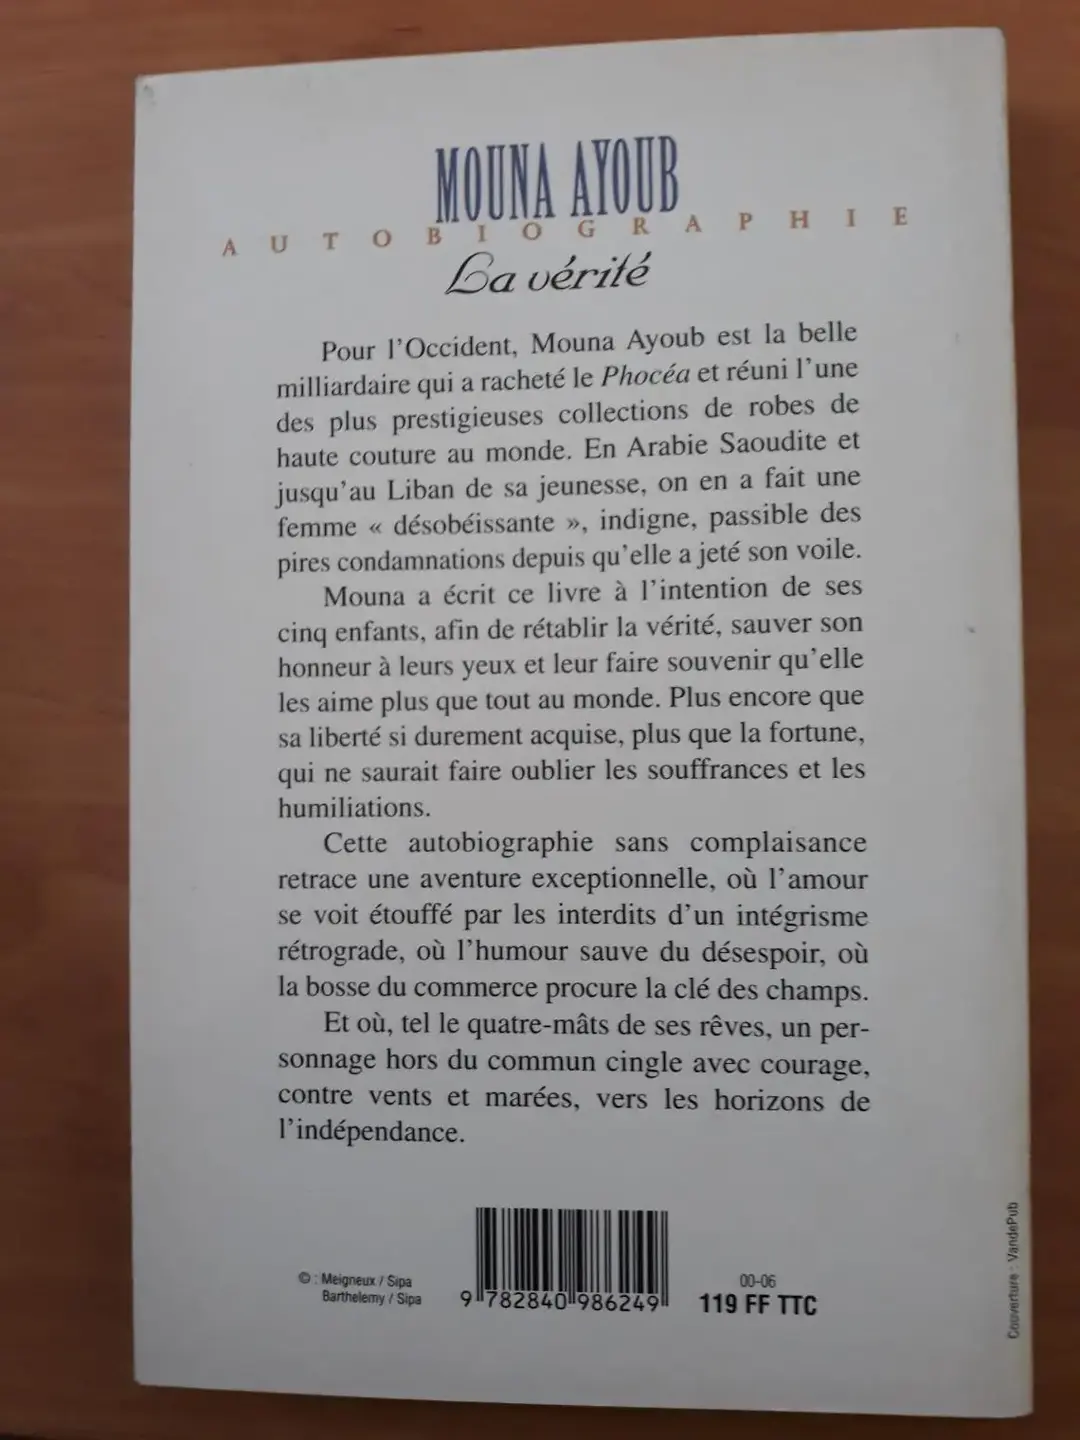 MOUNA AYOUB
AUTOBIOGRAPHIE
La vérité
Pour l'Occident, Mouna Ayoub est la belle
milliardaire qui a racheté le Phocéa et réuni l'une
des plus prestigieuses collections de robes de
haute couture au monde. En Arabie Saoudite et
jusqu'au Liban de sa jeunesse, on en a fait une
femme « désobéissante », indigne, passible des
pires condamnations depuis qu'elle a jeté son voile.
Mouna a écrit ce livre à l'intention de ses
cinq enfants, afin de rétablir la vérité, sauver son
honneur à leurs yeux et leur faire souvenir qu'elle
les aime plus que tout au monde. Plus encore que
sa liberté si durement acquise, plus que la fortune,
qui ne saurait faire oublier les souffrances et les
humiliations.
Cette autobiographie sans complaisance
retrace une aventure exceptionnelle, où l'amour
se voit étouffé par les interdits d'un intégrisme
rétrograde, où l'humour sauve du désespoir, où
la bosse du commerce procure la clé des champs.
Et où, tel le quatre-mâts de ses rêves, un per-
sonnage hors du commun cingle avec courage,
contre vents et marées, vers les horizons de
l'indépendance.
© : Meigneux / Sipa
Barthelemy / Sipa
9 782840 986249
00-06
119 FF TTC
Couverture : VandePub